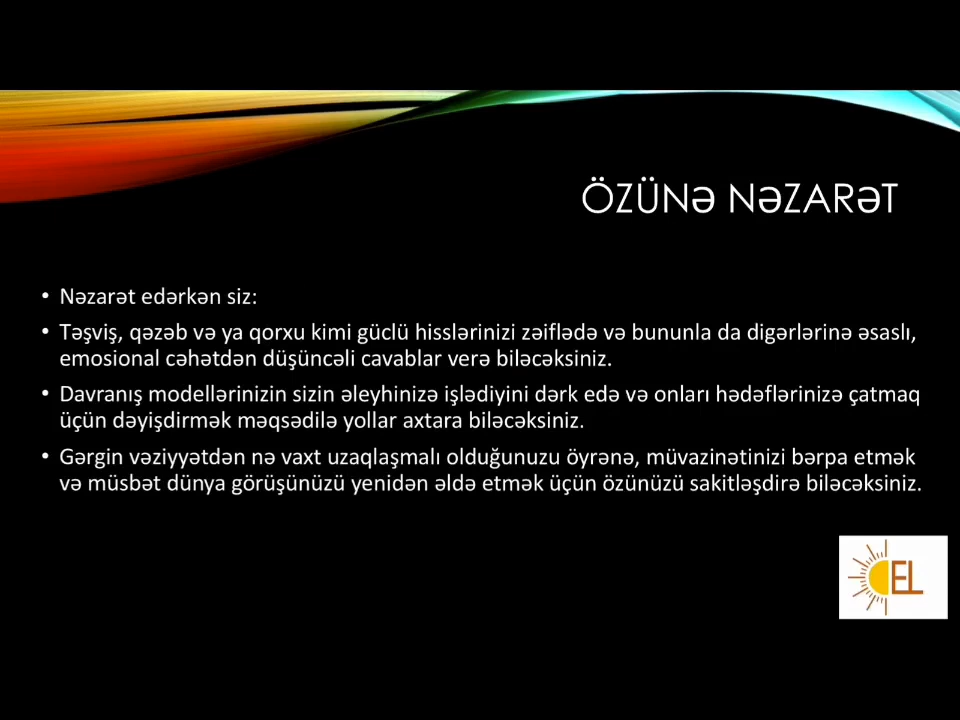 ÖZÜNƏ NƏZARƏT
• Nəzarət edərkən siz:
• Təşviş, qəzəb və ya qorxu kimi güclü hisslərinizi zəiflədə və bununla da digərlərinə əsaslı,
emosional cəhətdən düşüncəli cavablar verə biləcəksiniz.
• Davranış modellərinizin sizin əleyhinizə işlədiyini dərk edə və onları hədəflərinizə çatmaq
üçün dəyişdirmək məqsədilə yollar axtara biləcəksiniz.
• Gərgin vəziyyətdən nə vaxt uzaqlaşmalı olduğunuzu öyrənə, müvazinətinizi bərpa etmək
və müsbət dünya görüşünüzü yenidən əldə etmək üçün özünüzü sakitləşdirə biləcəksiniz.
EL